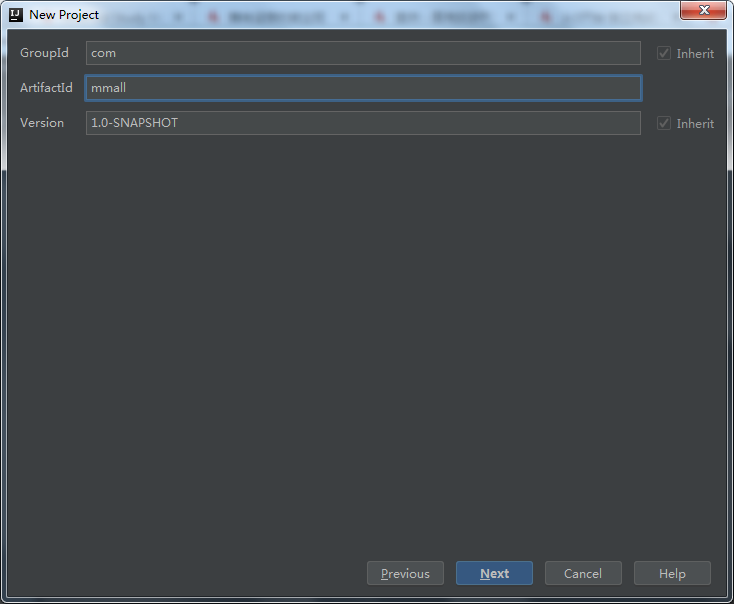 New Project
GroupId com Inherit
ArtifactId mmall
Version 1.0-SNAPSHOT Inherit
Previous Next Cancel Help